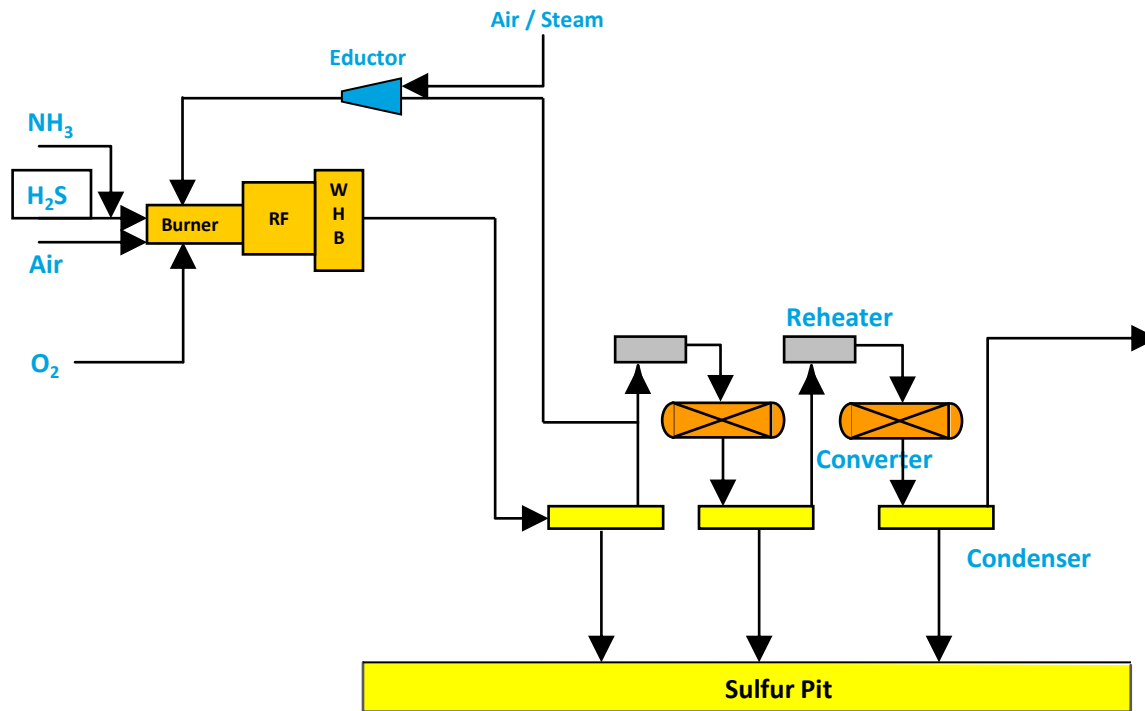 Air / Steam
Eductor
NH₃
H₂S
W
H
B
Burner
RF
Air
O₂
Reheater
Converter
Condenser
Sulfur Pit